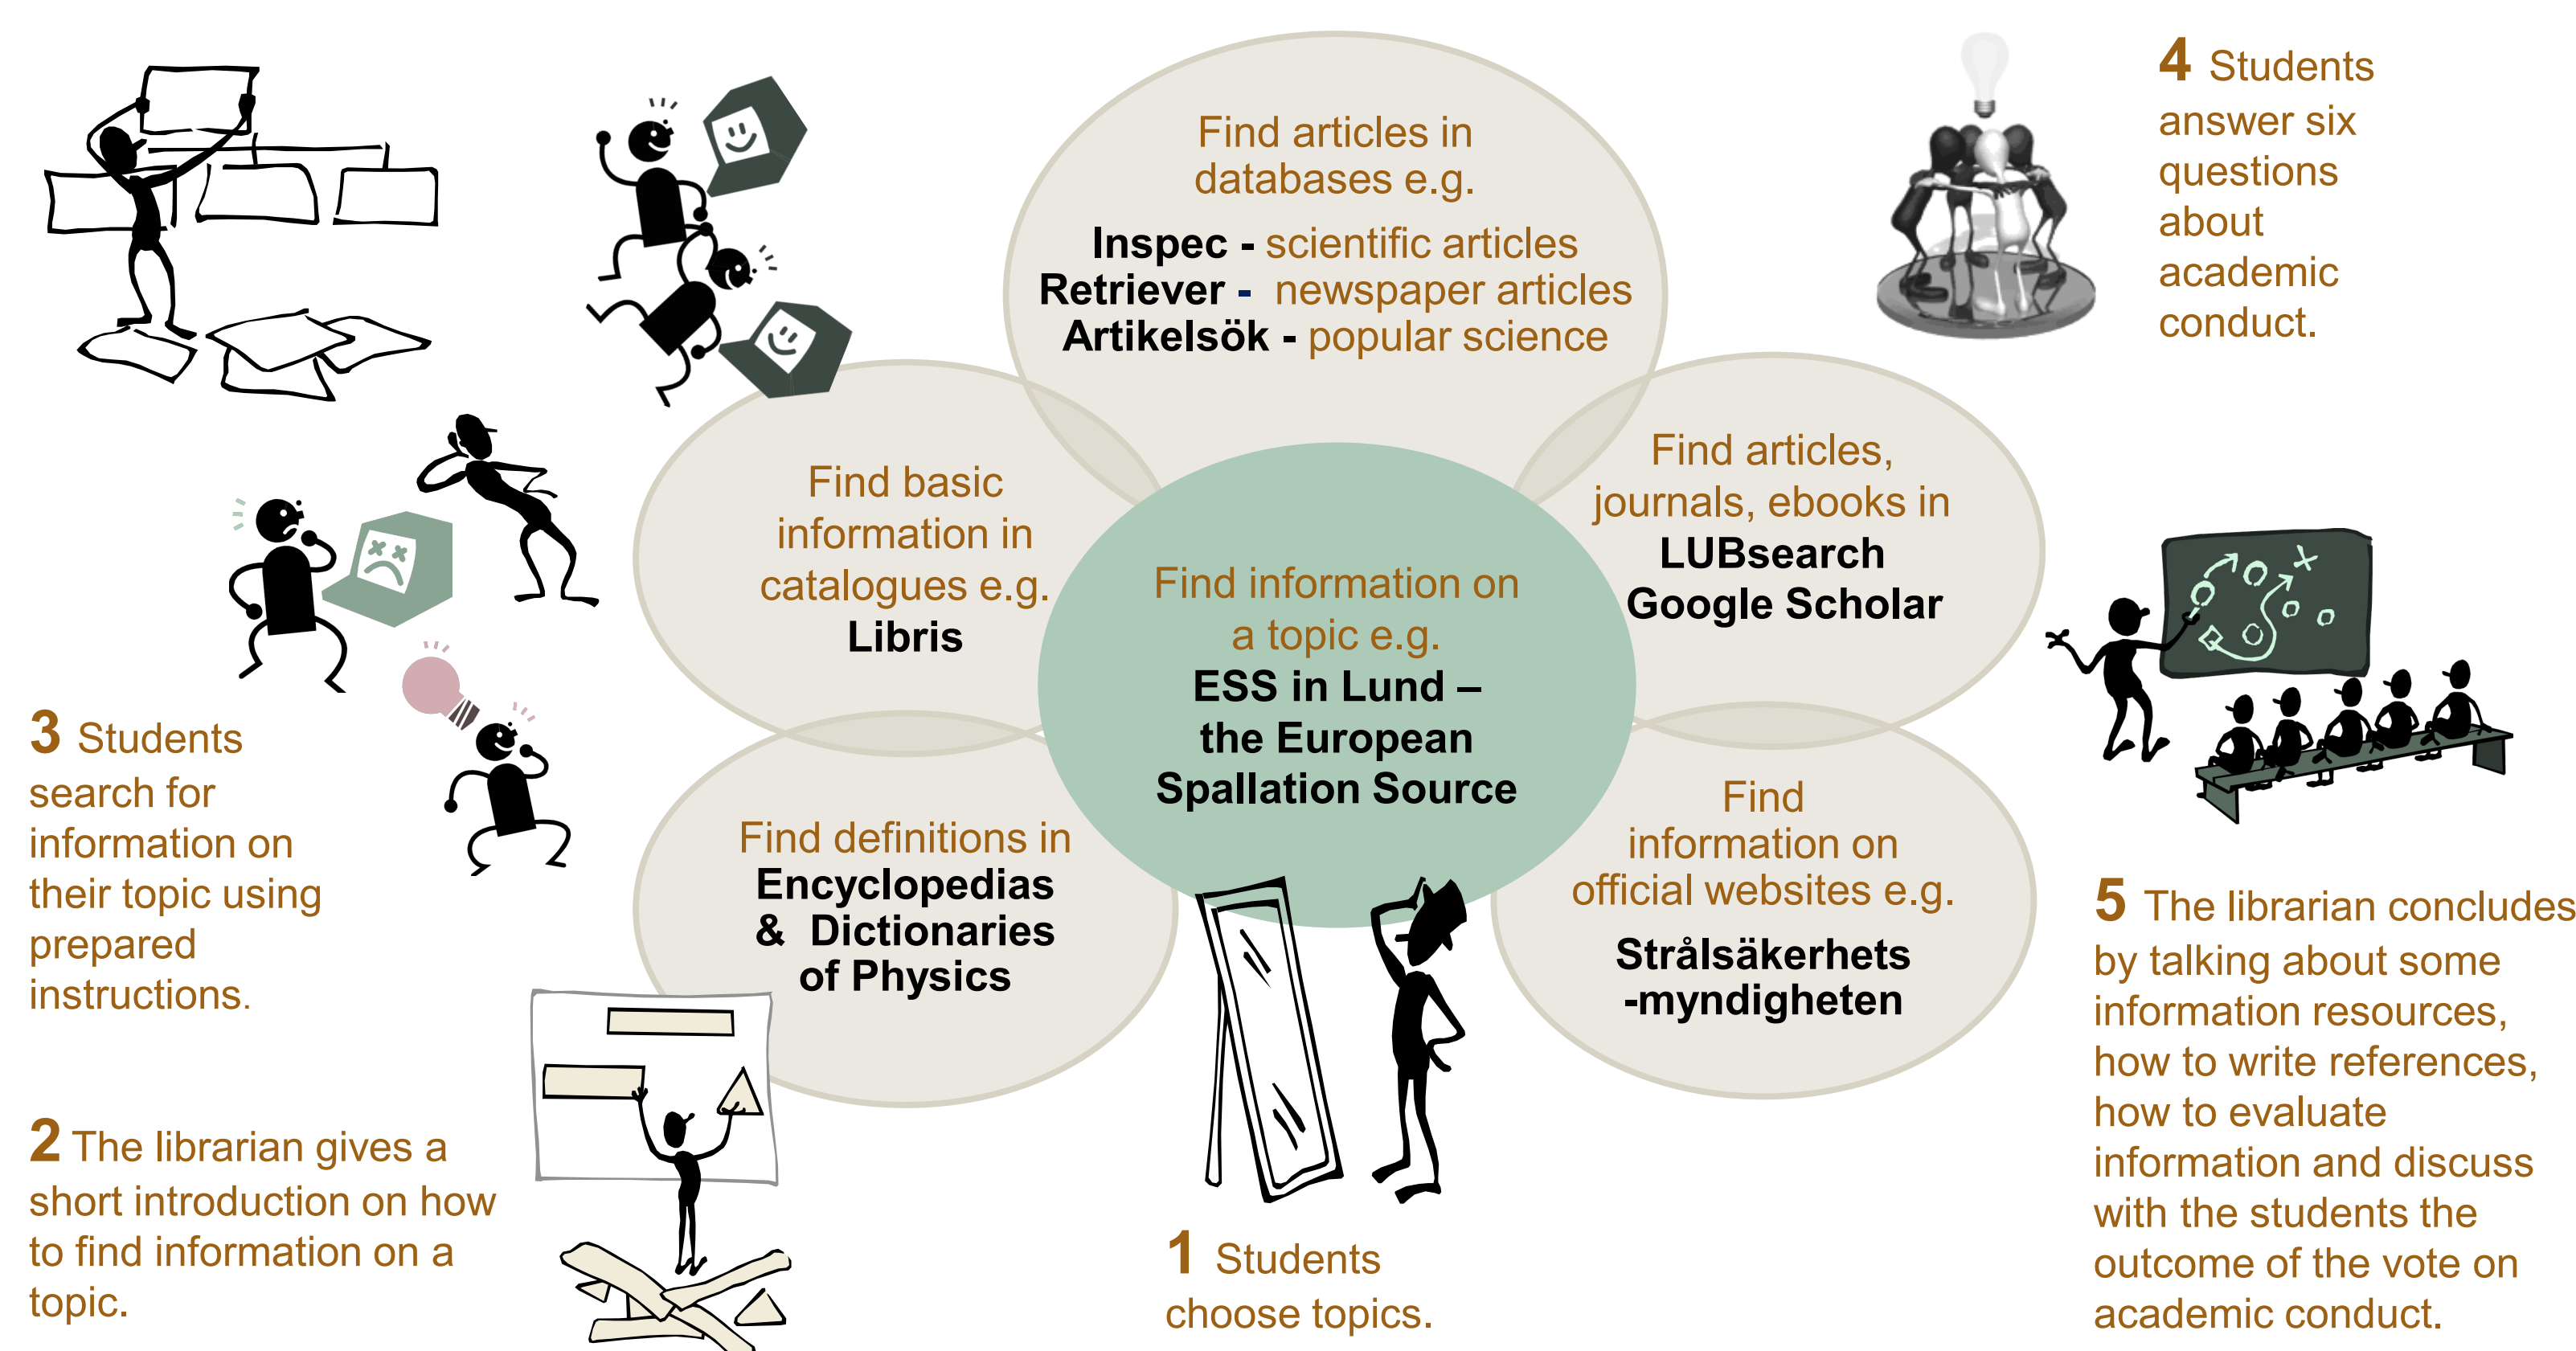 Find articles in
databases e.g.
Inspec - scientific articles
Retriever - newspaper articles
Artikelsök - popular science
4 Students
answer six
questions
about
academic
conduct.
Find basic
information in
catalogues e.g.
Libris
Find articles,
journals, ebooks in
LUBsearch
Google Scholar
Find information on
a topic e.g.
ESS in Lund –
the European
Spallation Source
3 Students
search for
information on
their topic using
prepared
instructions.
Find definitions in
Encyclopedias
& Dictionaries
of Physics
Find
information on
official websites e.g.
Strålsäkerhets
-myndigheten
5 The librarian concludes
by talking about some
information resources,
how to write references,
how to evaluate
information and discuss
with the students the
outcome of the vote on
academic conduct.
2 The librarian gives a
short introduction on how
to find information on a
topic.
1 Students
choose topics.